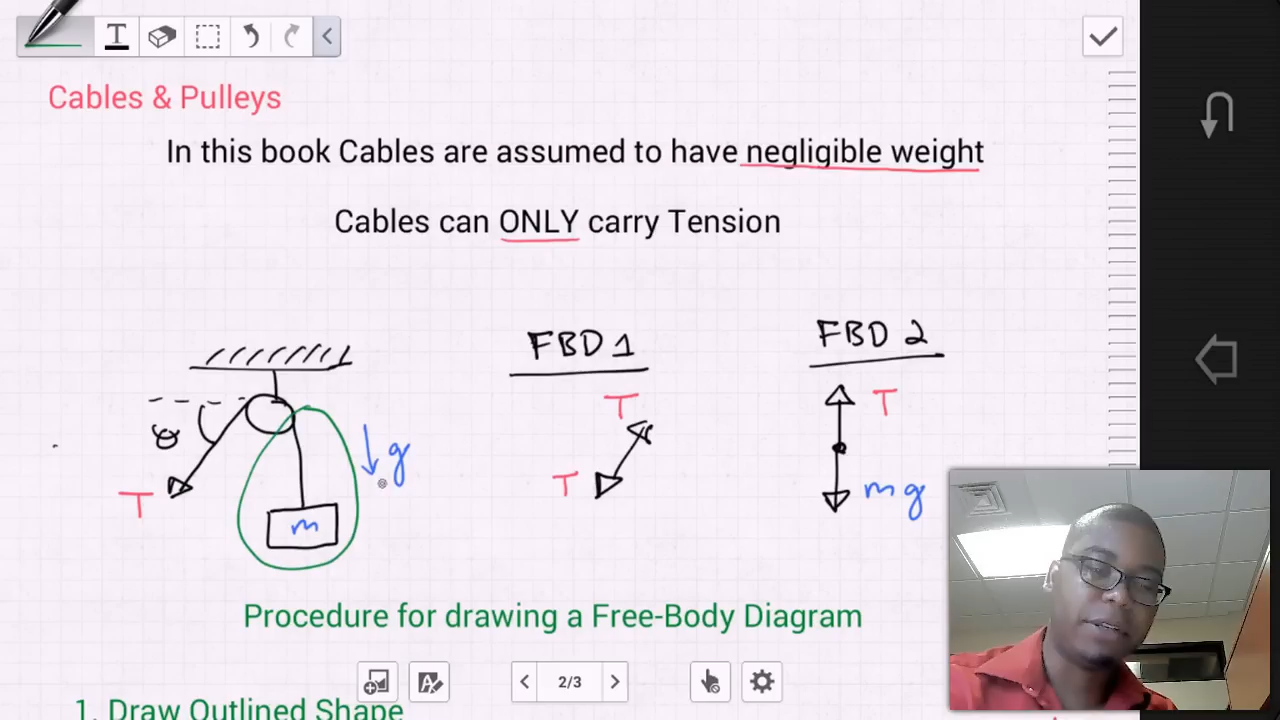 T
Cables & Pulleys
In this book Cables are assumed to have negligible weight
Cables can ONLY carry Tension
FBD 1
FBD 2
T
T
g
θ
T
T
mg
m
Procedure for drawing a Free-Body Diagram
2/3
1. Draw Outlined Shape